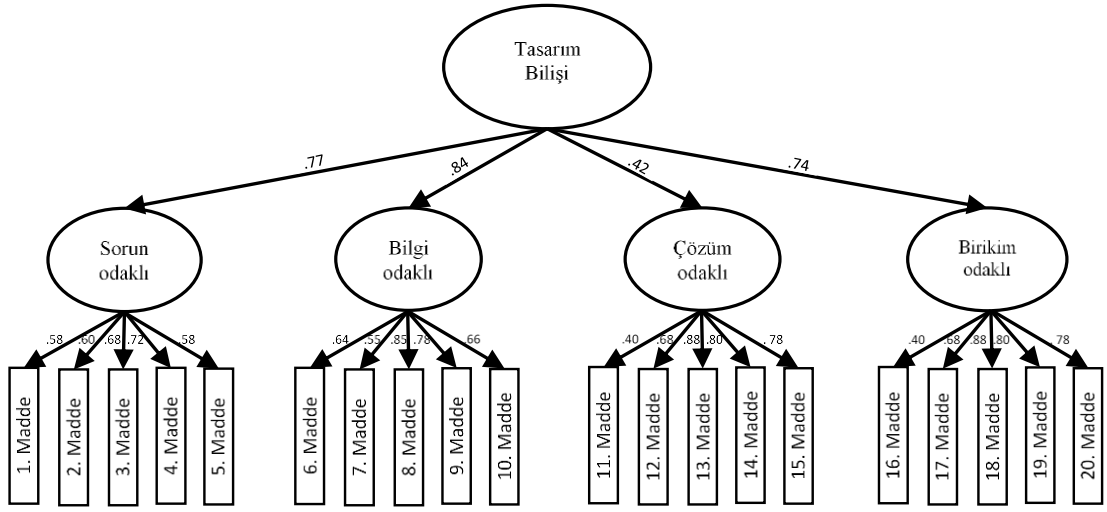 Tasarım
Bilişi
.77
.84
.42
.74
Sorun
odaklı
Bilgi
odaklı
Çözüm
odaklı
Birikim
odaklı
.58 .60 .68 .72 .58
.64 .55 .85 .78 66
.40 .68 .88 .80 . 78
.40 .68 .88 .80 78
1. Madde
2. Madde
3. Madde
4. Madde
5. Madde
6. Madde
7. Madde
8. Madde
9. Madde
10. Madde
11. Madde
12. Madde
13. Madde
14. Madde
15. Madde
16. Madde
17. Madde
18. Madde
19. Madde
20. Madde